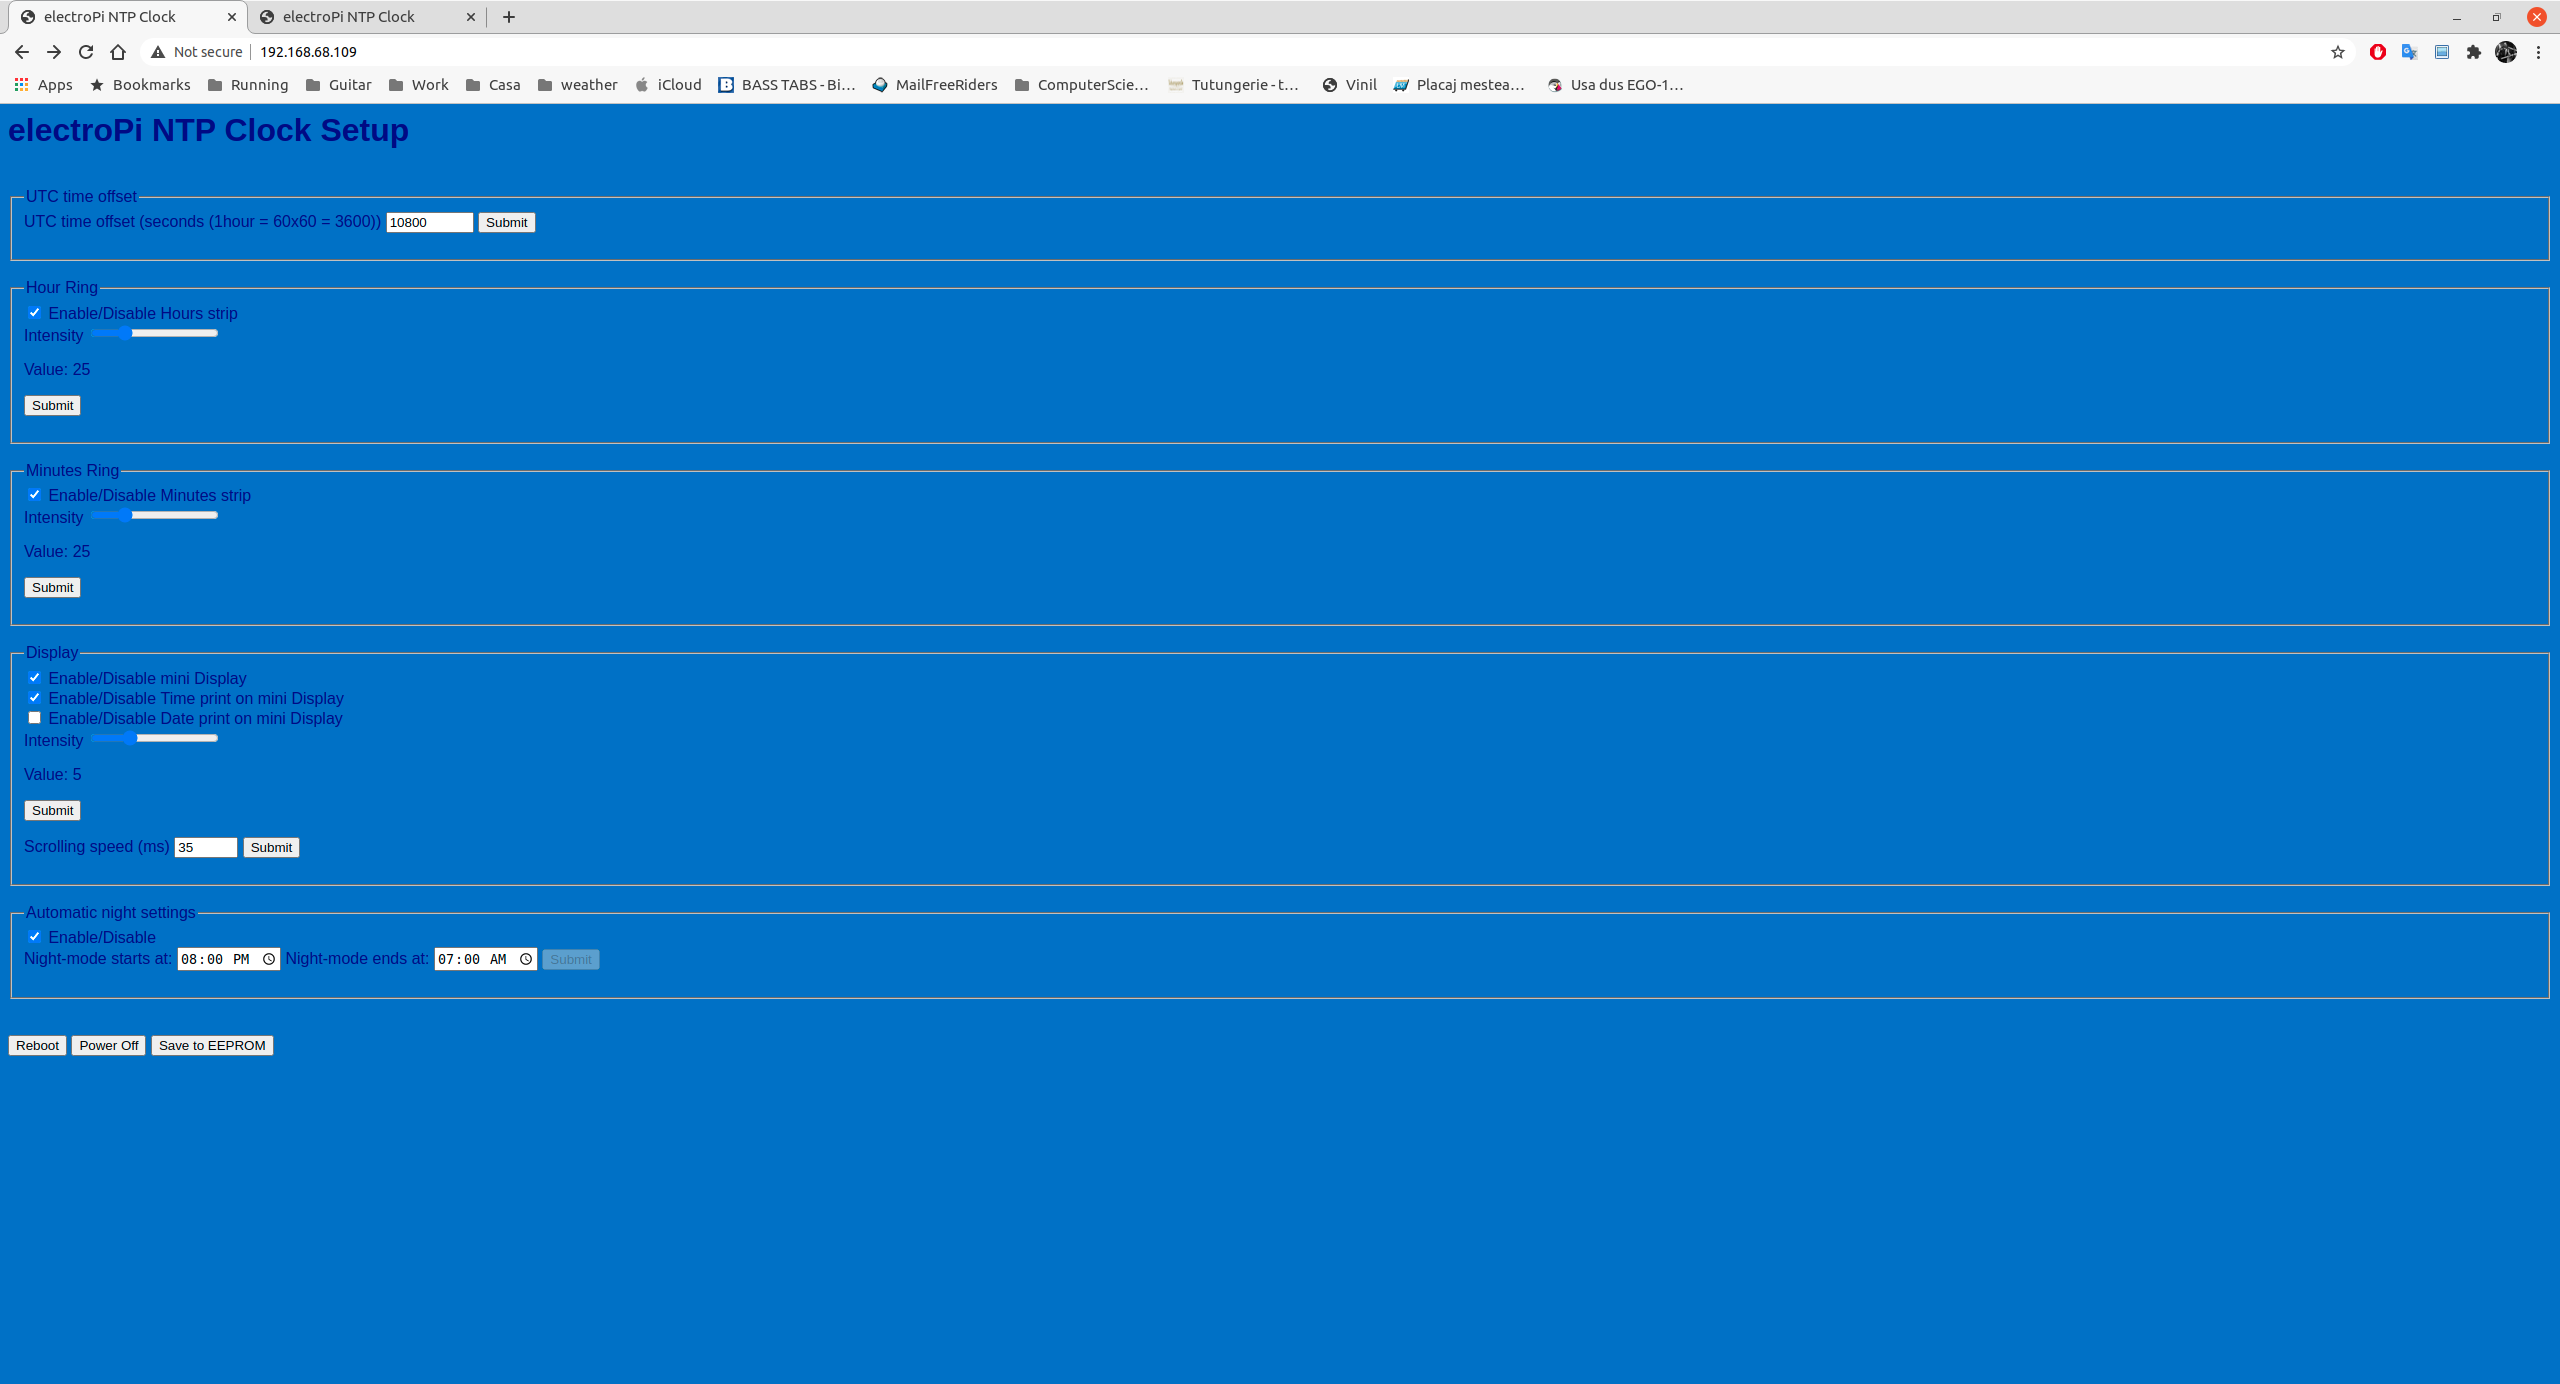 electroPi NTP Clock electroPi NTP Clock
Not secure 192.168.68.109
Apps Bookmarks Running Guitar Work Casa weather iCloud BASS TABS - Bi… MailFreeRiders ComputerScie… Tutungerie - t… Vinil Placaj mestea… Usa dus EGO-1…
electroPi NTP Clock Setup
UTC time offset
UTC time offset (seconds (1hour = 60x60 = 3600)) 10800 Submit
Hour Ring
Enable/Disable Hours strip
Intensity
Value: 25
Submit
Minutes Ring
Enable/Disable Minutes strip
Intensity
Value: 25
Submit
Display
Enable/Disable mini Display
Enable/Disable Time print on mini Display
Enable/Disable Date print on mini Display
Intensity
Value: 5
Submit
Scrolling speed (ms) 35 Submit
Automatic night settings
Enable/Disable
Night-mode starts at: 08:00 PM Night-mode ends at: 07:00 AM Submit
Reboot Power Off Save to EEPROM